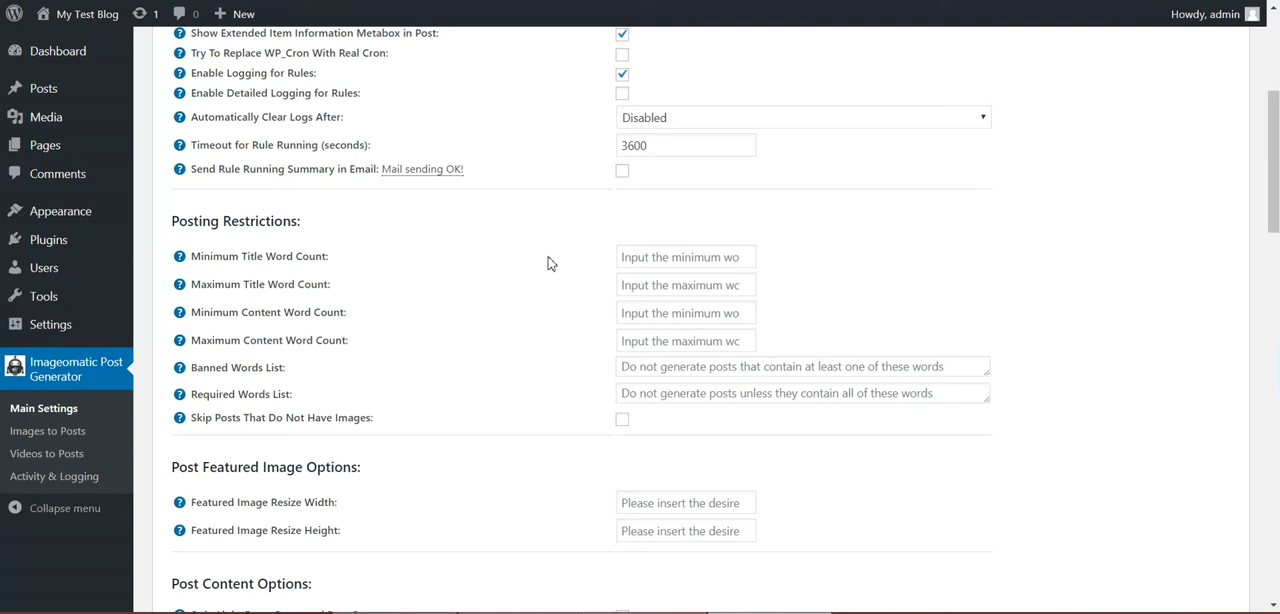 My Test Blog 1 0 New Howdy, admin
Dashboard
Posts
Media
Pages
Comments
Appearance
Plugins
Users
Tools
Settings
Imageomatic Post
Generator
Main Settings
Images to Posts
Videos to Posts
Activity & Logging
Collapse menu
Show Extended Item Information Metabox in Post:
Try To Replace WP_Cron With Real Cron:
Enable Logging for Rules:
Enable Detailed Logging for Rules:
Automatically Clear Logs After: Disabled
Timeout for Rule Running (seconds): 3600
Send Rule Running Summary in Email: Mail sending OK!
Posting Restrictions:
Minimum Title Word Count: Input the minimum wo
Maximum Title Word Count: Input the maximum wc
Minimum Content Word Count: Input the minimum wo
Maximum Content Word Count: Input the maximum wc
Banned Words List: Do not generate posts that contain at least one of these words
Required Words List: Do not generate posts unless they contain all of these words
Skip Posts That Do Not Have Images:
Post Featured Image Options:
Featured Image Resize Width: Please insert the desire
Featured Image Resize Height: Please insert the desire
Post Content Options: